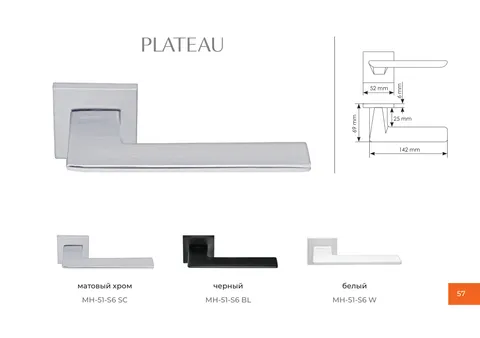 PLATEAU
52 mm
6 mm
69 mm
25 mm
142 mm
матовый хром
MH-51-S6 SC
черный
MH-51-S6 BL
белый
MH-51-S6 W
57